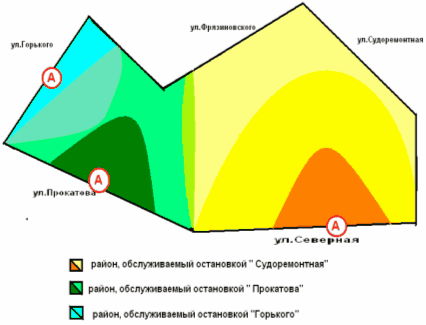 ул.Фрязиновского
ул.Горького
ул.Судоремонтная
А
А
ул.Прокатова
А
ул.Северная
район, обслуживаемый остановкой " Судоремонтная"
район, обслуживаемый остановкой " Прокатова"
район, обслуживаемый остановкой "Горького"